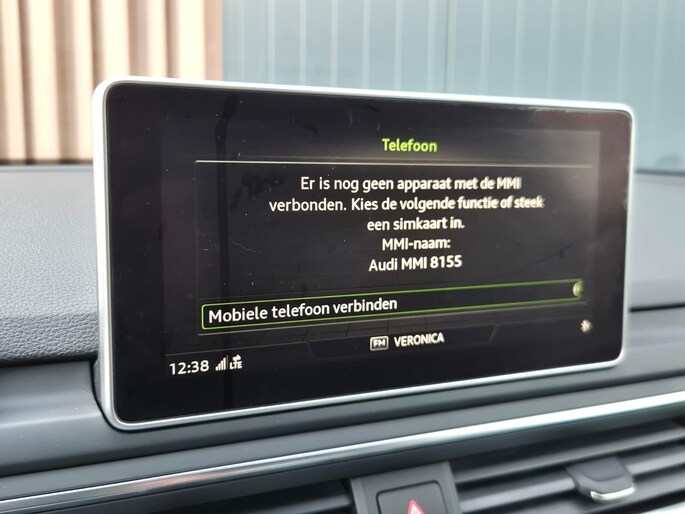 Telefoon
Er is nog geen apparaat met de MMI
verbonden. Kies de volgende functie of steek
een simkaart in.
MMI-naam:
Audi MMI 8155
Mobiele telefoon verbinden
FM VERONICA
12:38 LTE